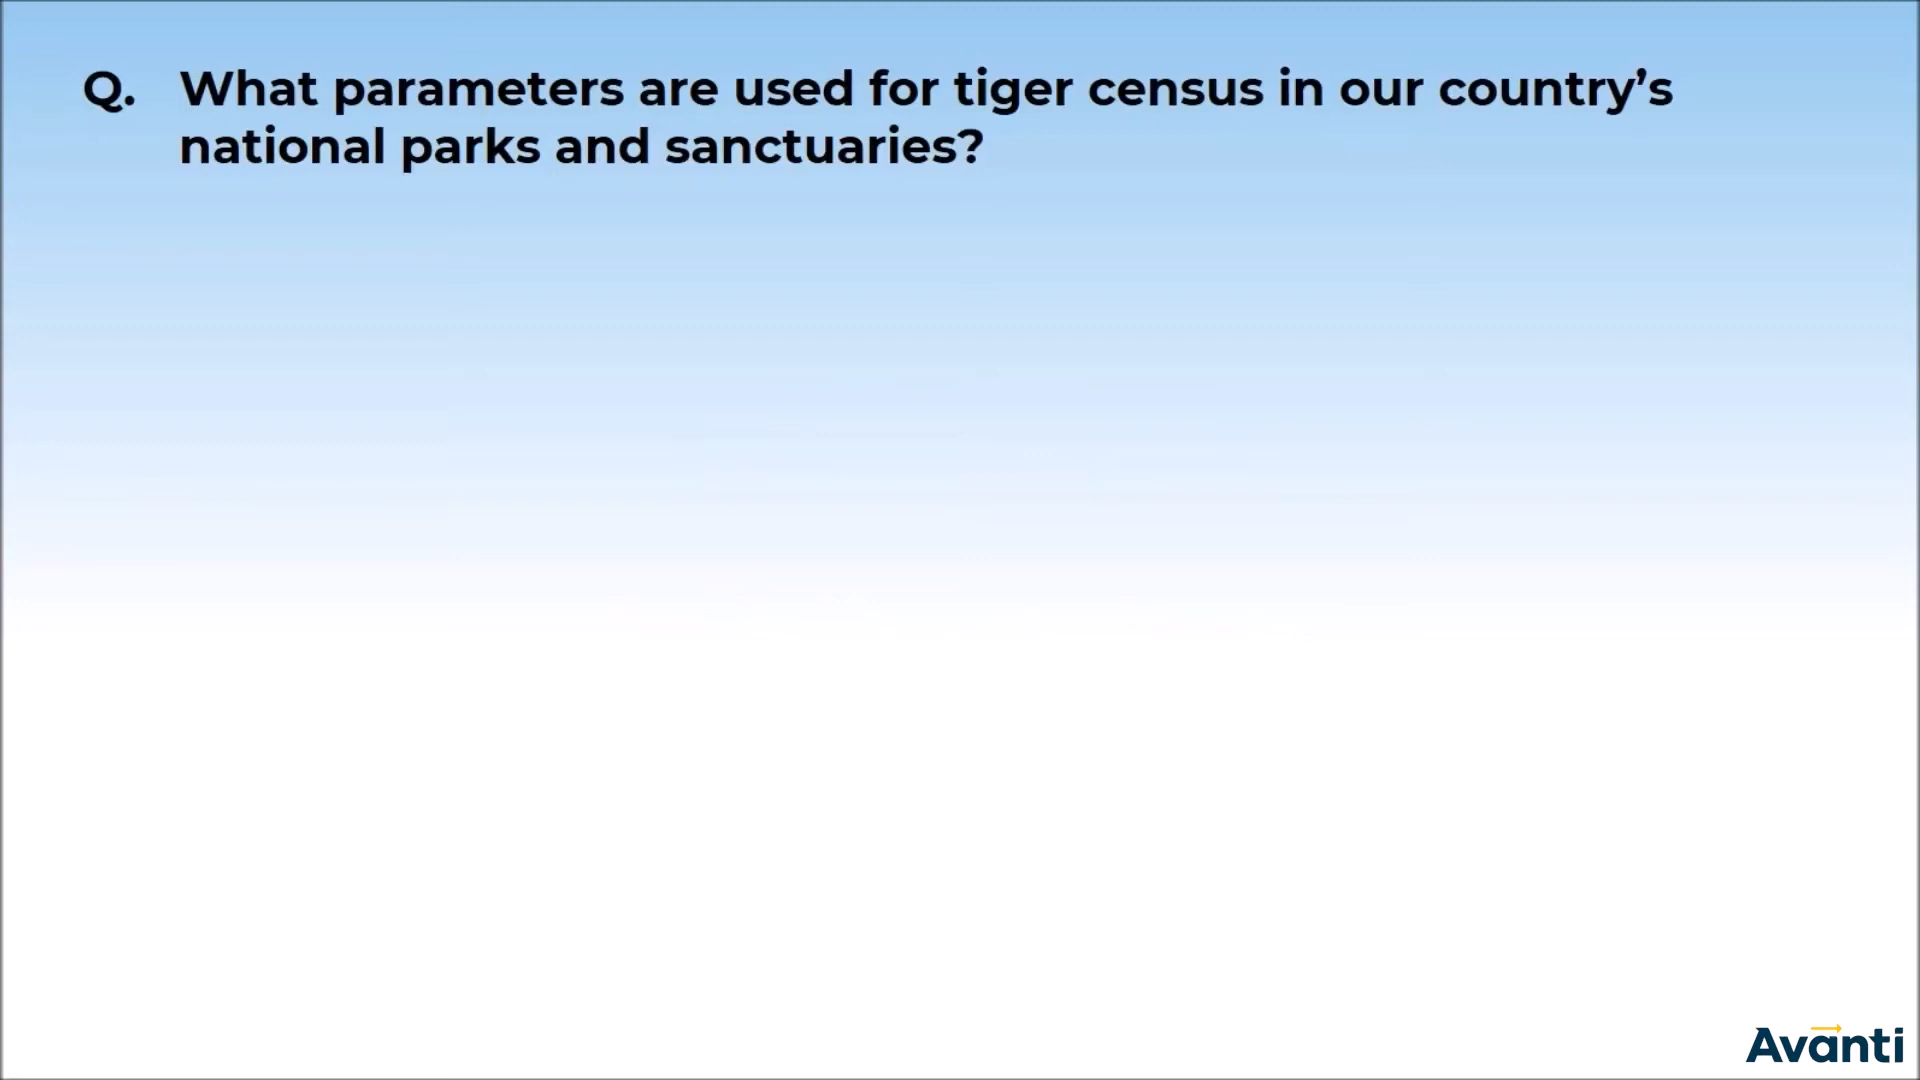 Q. What parameters are used for tiger census in our country’s
national parks and sanctuaries?
Avanti